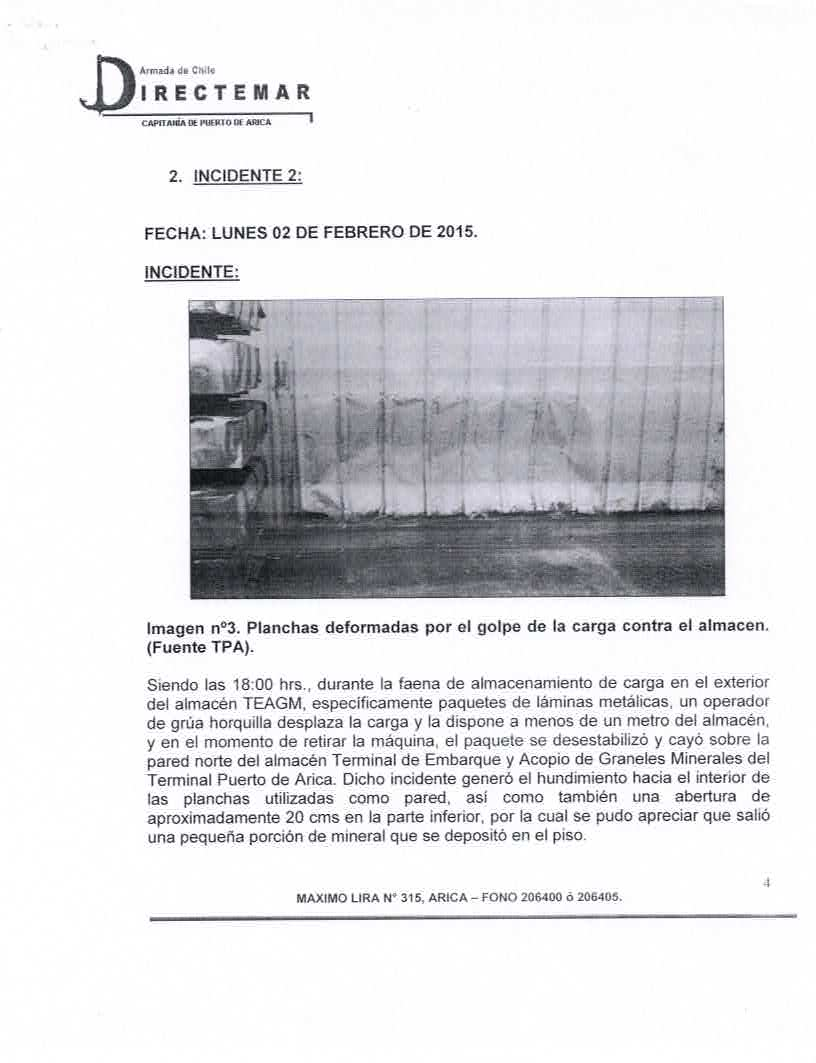 Armada de Chile
DIRECTEMAR
CAPITANÍA DE PUERTO DE ARICA
2. INCIDENTE 2:
FECHA: LUNES 02 DE FEBRERO DE 2015.
INCIDENTE:
Imagen nº3. Planchas deformadas por el golpe de la carga contra el almacen.
(Fuente TPA).
Siendo las 18:00 hrs., durante la faena de almacenamiento de carga en el exterior
del almacén TEAGM, específicamente paquetes de láminas metálicas, un operador
de grúa horquilla desplaza la carga y la dispone a menos de un metro del almacén,
y en el momento de retirar la máquina, el paquete se desestabilizó y cayó sobre la
pared norte del almacén Terminal de Embarque y Acopio de Graneles Minerales del
Terminal Puerto de Arica. Dicho incidente generó el hundimiento hacia el interior de
las planchas utilizadas como pared, así como también una abertura de
aproximadamente 20 cms en la parte inferior, por la cual se pudo apreciar que salió
una pequeña porción de mineral que se depositó en el piso.
4
MAXIMO LIRA N° 315, ARICA – FONO 206400 ó 206405.